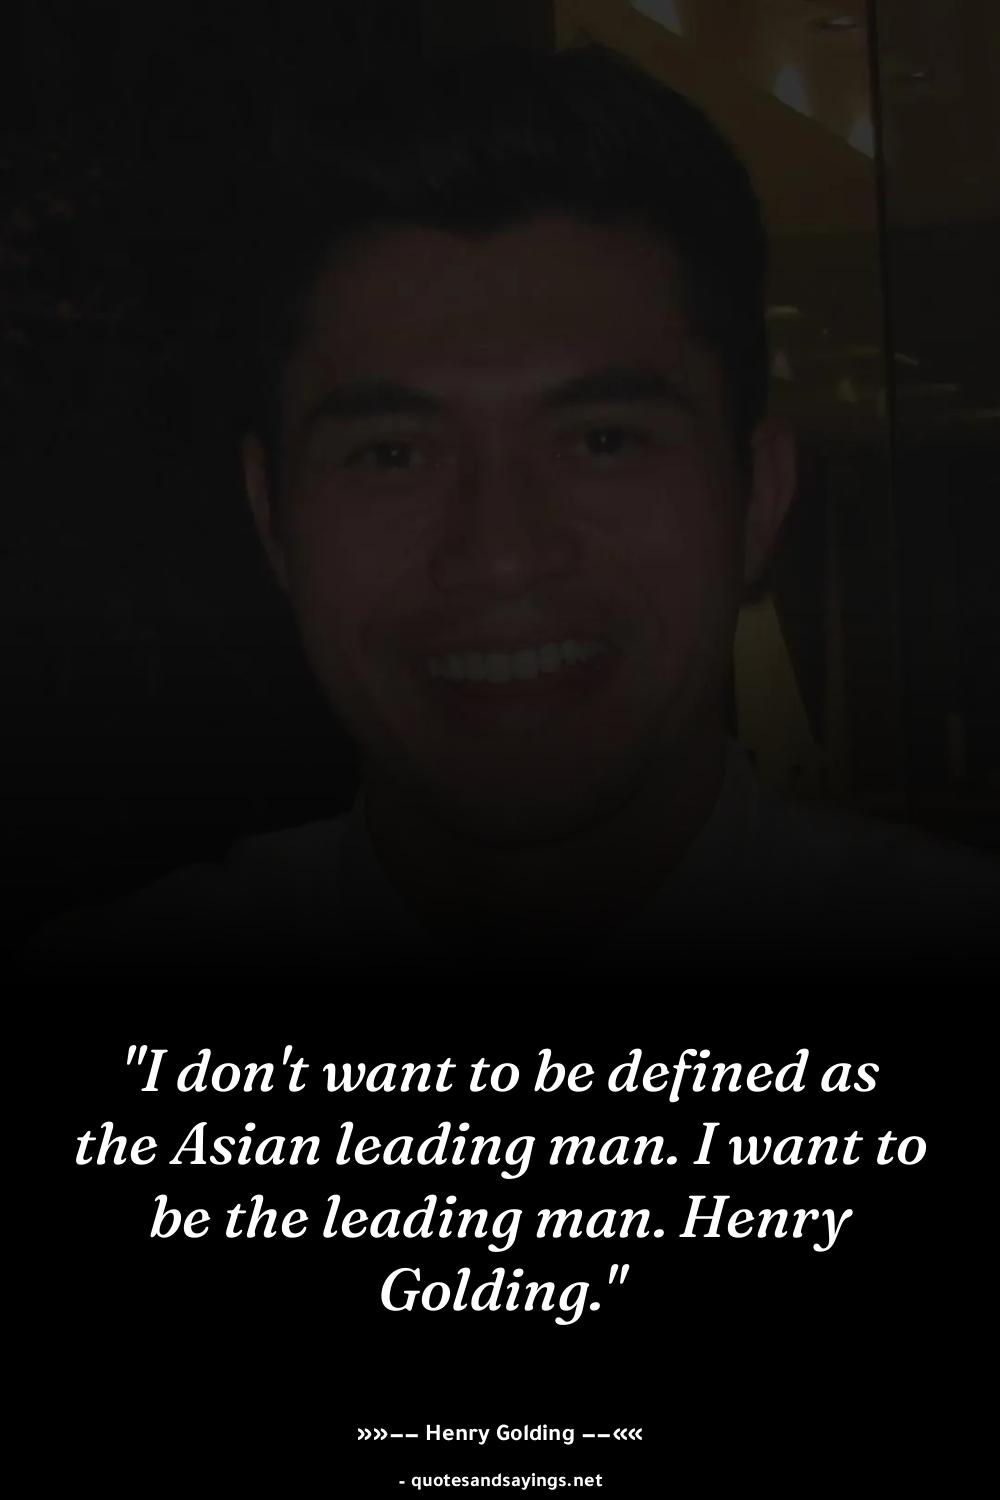 "I don't want to be defined as
the Asian leading man. I want to
be the leading man. Henry
Golding."
»»–– Henry Golding ––««
- quotesandsayings.net